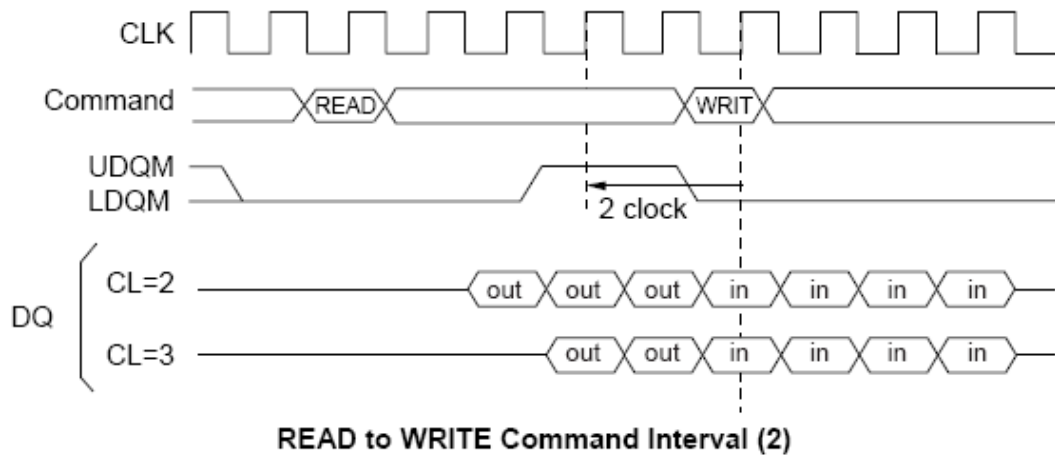 CLK
Command READ WRIT
UDQM
LDQM
2 clock
DQ
CL=2 out out out in in in in
CL=3 out out in in in in
READ to WRITE Command Interval (2)